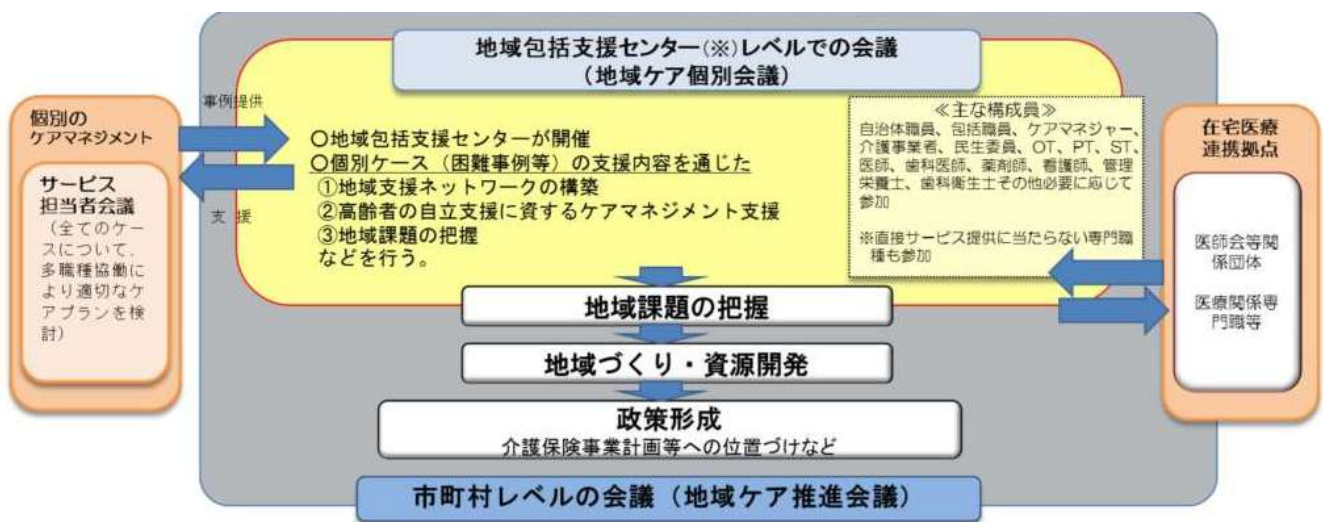 地域包括支援センター(※)レベルでの会議
(地域ケア個別会議)
事例提供
個別の
ケアマネジメント
サービス
担当者会議
(全てのケー
スについて、
多職種協働に
より適切なケ
アプランを検
討)
支 援
〇地域包括支援センターが開催
〇個別ケース(困難事例等)の支援内容を通じた
①地域支援ネットワークの構築
②高齢者の自立支援に資するケアマネジメント支援
③地域課題の把握
などを行う。
≪主な構成員≫
自治体職員、包括職員、ケアマネジャー、
介護事業者、民生委員、OT、PT、ST、
医師、歯科医師、薬剤師、看護師、管理
栄養士、歯科衛生士その他必要に応じて
参加
※直接サービス提供に当たらない専門職
種も参加
在宅医療
連携拠点
医師会等関
係団体
医療関係専
門職等
地域課題の把握
地域づくり・資源開発
政策形成
介護保険事業計画等への位置づけなど
市町村レベルの会議(地域ケア推進会議)